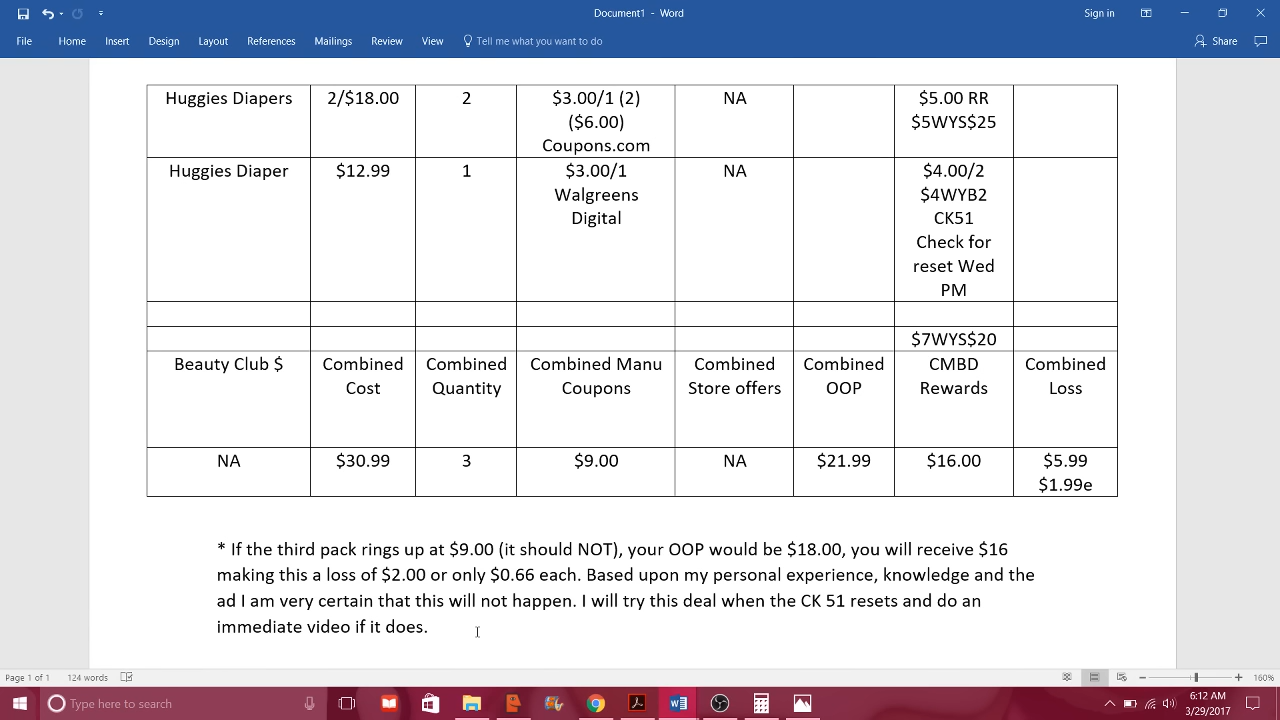 Document1 - Word
Sign in
File Home Insert Design Layout References Mailings Review View Tell me what you want to do Share
Huggies Diapers 2/$18.00 2 $3.00/1 (2) NA $5.00 RR
($6.00) $5WYS$25
Coupons.com
Huggies Diaper $12.99 1 $3.00/1 NA $4.00/2
Walgreens $4WYB2
Digital CK51
Check for
reset Wed
PM
$7WYS$20
Beauty Club $ Combined Combined Combined Manu Combined Combined CMBD Combined
Cost Quantity Coupons Store offers OOP Rewards Loss
NA $30.99 3 $9.00 NA $21.99 $16.00 $5.99
$1.99e
* If the third pack rings up at $9.00 (it should NOT), your OOP would be $18.00, you will receive $16
making this a loss of $2.00 or only $0.66 each. Based upon my personal experience, knowledge and the
ad I am very certain that this will not happen. I will try this deal when the CK 51 resets and do an
immediate video if it does.
Page 1 of 1 124 words 160%
Type here to search
6:12 AM
3/29/2017